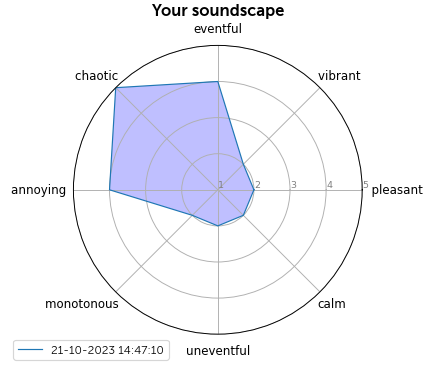 Your soundscape
eventful
chaotic
vibrant
annoying
1
2
3
4
5
pleasant
monotonous
calm
21-10-2023 14:47:10
uneventful